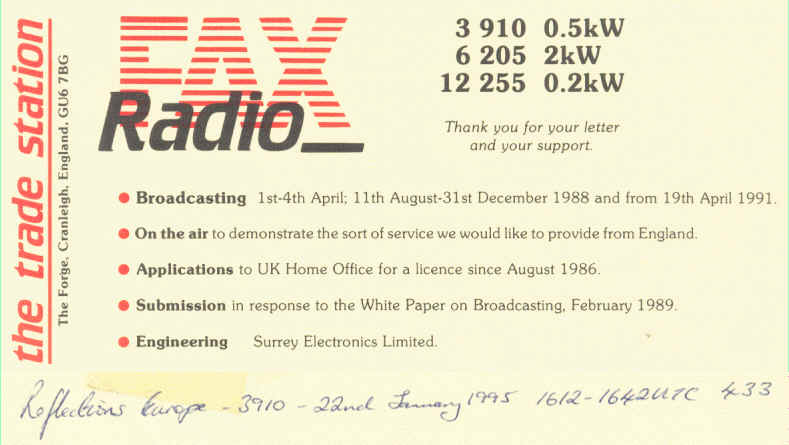 the trade station
The Forge, Cranleigh, England. GU6 7BG
FAX
Radio
3 910 0.5kW
6 205 2kW
12 255 0.2kW
Thank you for your letter
and your support.
● Broadcasting 1st-4th April; 11th August-31st December 1988 and from 19th April 1991.
● On the air to demonstrate the sort of service we would like to provide from England.
● Applications to UK Home Office for a licence since August 1986.
● Submission in response to the White Paper on Broadcasting, February 1989.
● Engineering Surrey Electronics Limited.
Reflections Europe - 3910 - 22nd January 1995 1612-1642 UTC 433